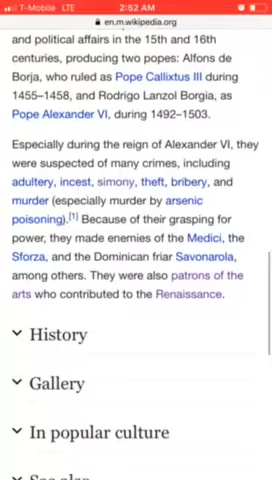 T-Mobile LTE 2:52 AM
en.m.wikipedia.org
and political affairs in the 15th and 16th
centuries, producing two popes: Alfons de
Borja, who ruled as Pope Callixtus III during
1455–1458, and Rodrigo Lanzol Borgia, as
Pope Alexander VI, during 1492–1503.
Especially during the reign of Alexander VI, they
were suspected of many crimes, including
adultery, incest, simony, theft, bribery, and
murder (especially murder by arsenic
poisoning).[1] Because of their grasping for
power, they made enemies of the Medici, the
Sforza, and the Dominican friar Savonarola,
among others. They were also patrons of the
arts who contributed to the Renaissance.
History
Gallery
In popular culture
See also